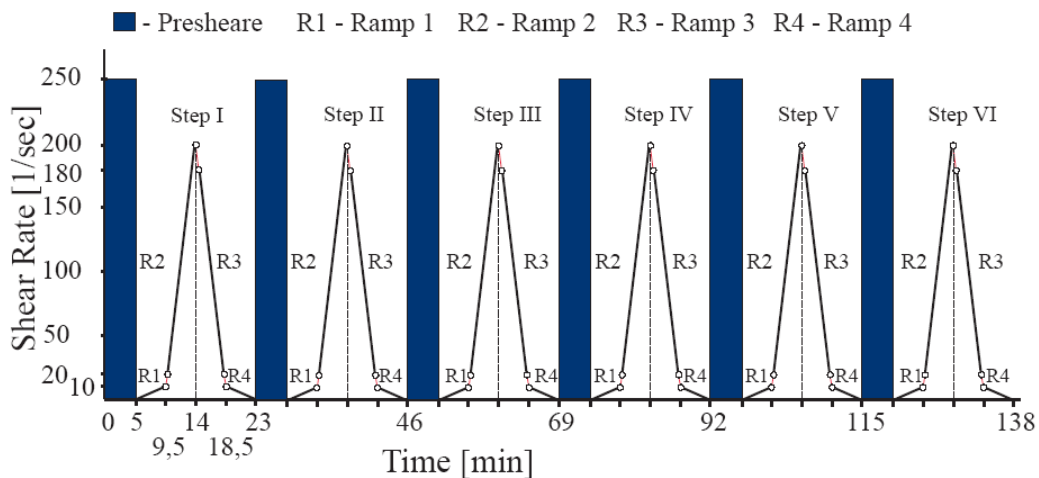 - Presheare R1 - Ramp 1 R2 - Ramp 2 R3 - Ramp 3 R4 - Ramp 4
250
Step I Step II Step III Step IV Step V Step VI
200
180
150
R2 R3 R2 R3 R2 R3 R2 R3 R2 R3 R2 R3
100
50
20
R1 R4 R1 R4 R1 R4 R1 R4 R1 R4 R1 R4
10
Shear Rate [1/sec]
0 5 14 23 46 69 92 115 138
9,5 18,5
Time [min]